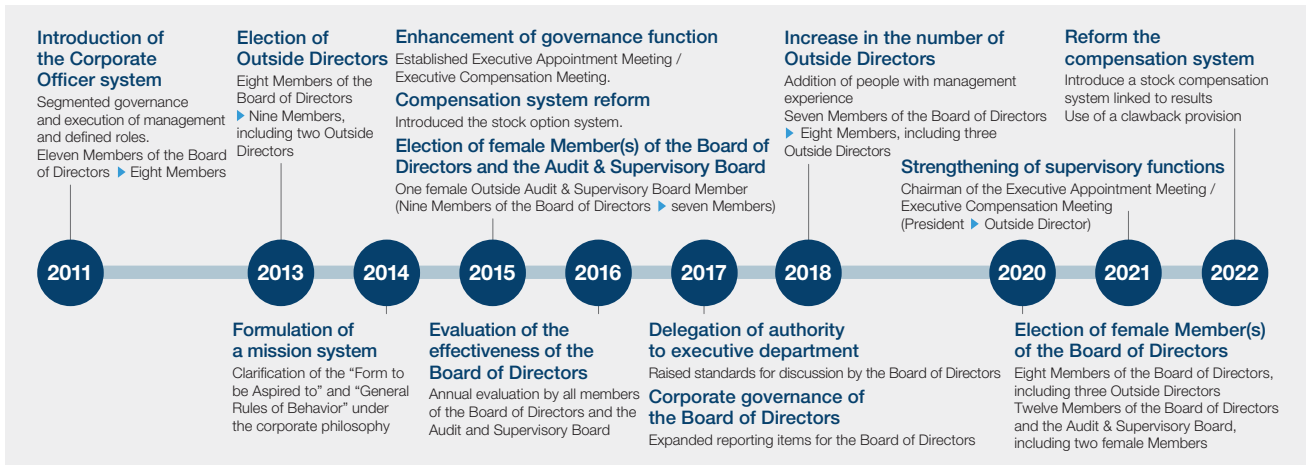 Introduction of
the Corporate
Officer system
Segmented governance
and execution of management
and defined roles.
Eleven Members of the Board
of Directors ▶ Eight Members
Election of
Outside Directors
Eight Members of the
Board of Directors
▶ Nine Members,
including two Outside
Directors
Enhancement of governance function
Established Executive Appointment Meeting /
Executive Compensation Meeting.
Compensation system reform
Introduced the stock option system.
Election of female Member(s) of the Board of
Directors and the Audit & Supervisory Board
One female Outside Audit & Supervisory Board Member
(Nine Members of the Board of Directors ▶ seven Members)
Increase in the number of
Outside Directors
Addition of people with management
experience
Seven Members of the Board of Directors
▶ Eight Members, including three
Outside Directors
Strengthening of supervisory functions
Chairman of the Executive Appointment Meeting /
Executive Compensation Meeting
(President ▶ Outside Director)
Reform the
compensation system
Introduce a stock compensation
system linked to results
Use of a clawback provision
2011
2013
2014
2015
2016
2017
2018
2020
2021
2022
Formulation of
a mission system
Clarification of the “Form to
be Aspired to” and “General
Rules of Behavior” under
the corporate philosophy
Evaluation of the
effectiveness of the
Board of Directors
Annual evaluation by all members
of the Board of Directors and the
Audit and Supervisory Board
Delegation of authority
to executive department
Raised standards for discussion by the Board of Directors
Corporate governance of
the Board of Directors
Expanded reporting items for the Board of Directors
Election of female Member(s)
of the Board of Directors
Eight Members of the Board of Directors,
including three Outside Directors
Twelve Members of the Board of Directors
and the Audit & Supervisory Board,
including two female Members